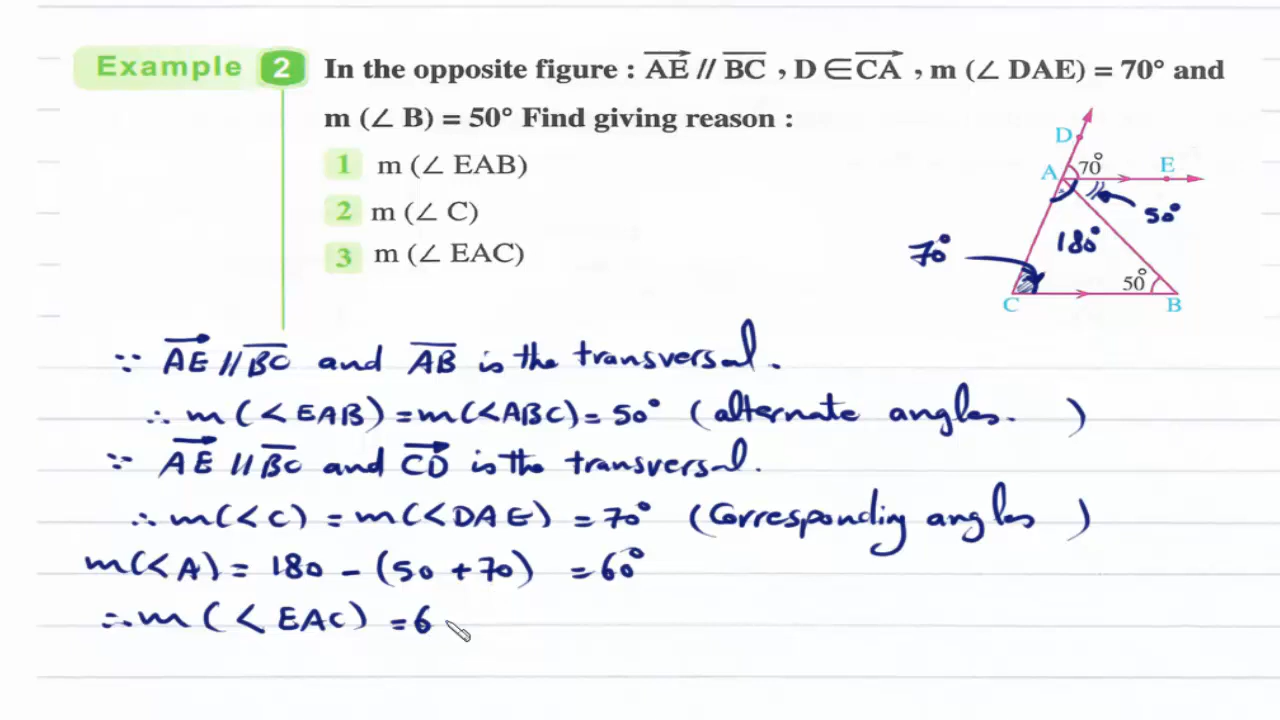 Example 2 In the opposite figure : AE // BC , D ∈ CA , m (∠ DAE) = 70° and
m (∠ B) = 50° Find giving reason :
1 m (∠ EAB)
2 m (∠ C)
3 m (∠ EAC)
D
A 70° E
50°
180°
70°
50°
C B
∵ AE // BC and AB is the transversal.
∴ m (∠EAB) = m(∠ABC) = 50° (alternate angles. )
∵ AE // BC and CD is the transversal.
∴ m(∠C) = m(∠DAE) = 70° (Corresponding angles )
m(∠A) = 180 - (50 + 70) = 60°
∴ m (∠EAC) = 6